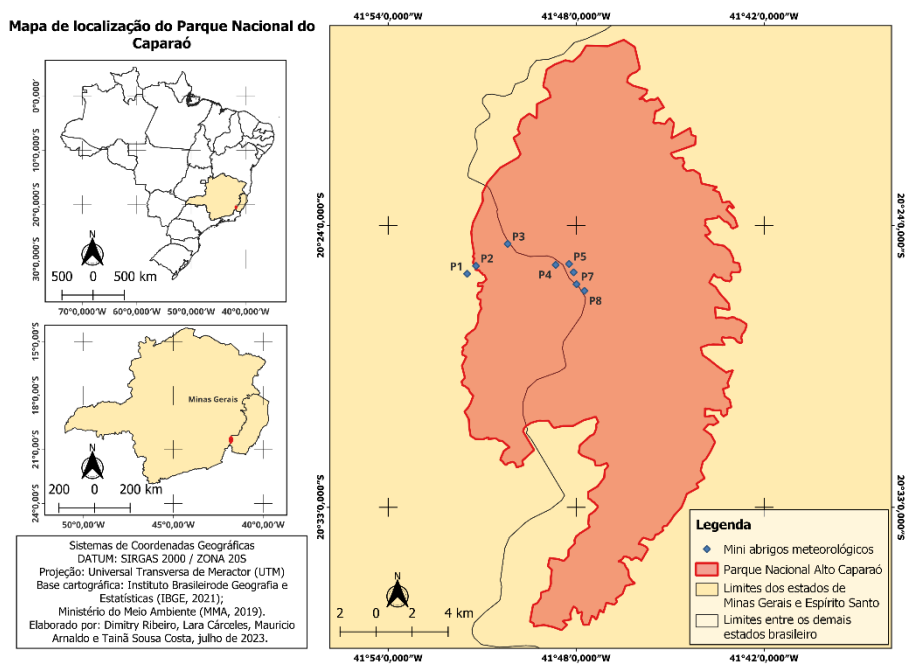 Mapa de localização do Parque Nacional do
Caparaó
0°0,000'
10°0,000'S
20°0,000'S
30°0,000'S
N
500 0 500 km
70°0,000'W 60°0,000'W 50°0,000'W 40°0,000'W
15°0,00'S
18°0,00'S
21°0,00'S
24°0,00'S
Minas Gerais
N
200 0 200 km
50°0,00'W 45°0,00'W 40°0,00'W
Sistemas de Coordenadas Geográficas
DATUM: SIRGAS 2000 / ZONA 20S
Projeção: Universal Transversa de Meractor (UTM)
Base cartográfica: Instituto Brasileirode Geografia e
Estatísticas (IBGE, 2021);
Ministério do Meio Ambiente (MMA, 2019).
Elaborado por: Dimitry Ribeiro, Lara Cárceles, Mauricio
Arnaldo e Tainã Sousa Costa, julho de 2023.
41°54'0,000"W 41°48'0,000"W 41°42'0,000"W
20°24'0,000"S
20°24'0,000"S
P3
P1
P2
P4
P5
P7
P8
20°33'0,000"S
20°33'0,000"S
N
2 0 2 4 km
Legenda
Mini abrigos meteorológicos
Parque Nacional Alto Caparaó
Limites dos estados de
Minas Gerais e Espírito Santo
Limites entre os demais
estados brasileiro
41°54'0,000"W 41°48'0,000"W 41°42'0,000"W